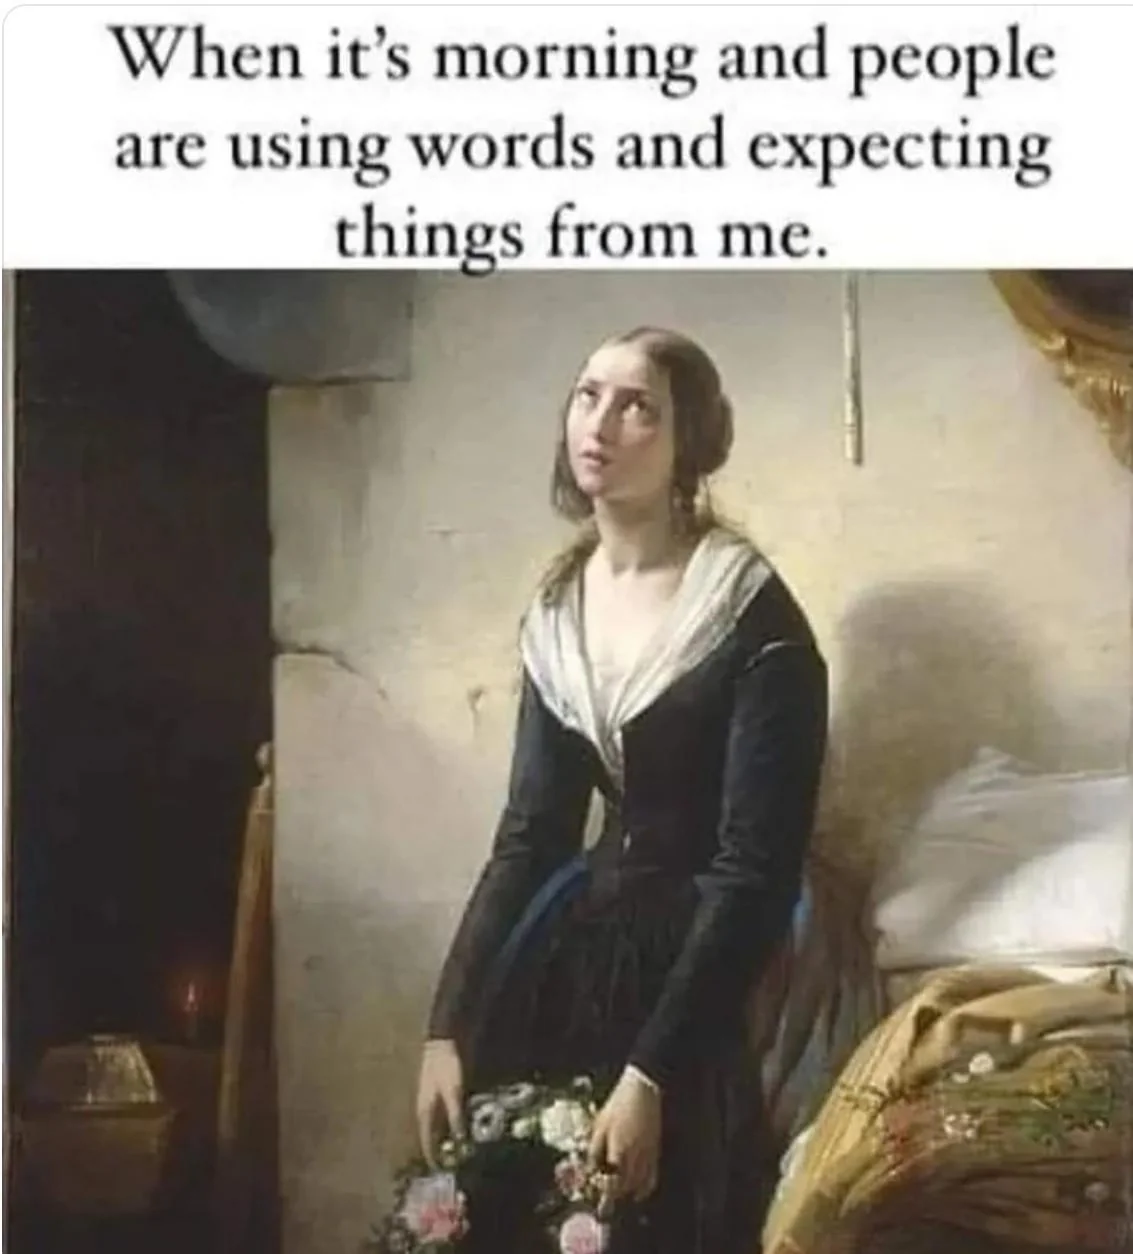 When it’s morning and people
are using words and expecting
things from me.